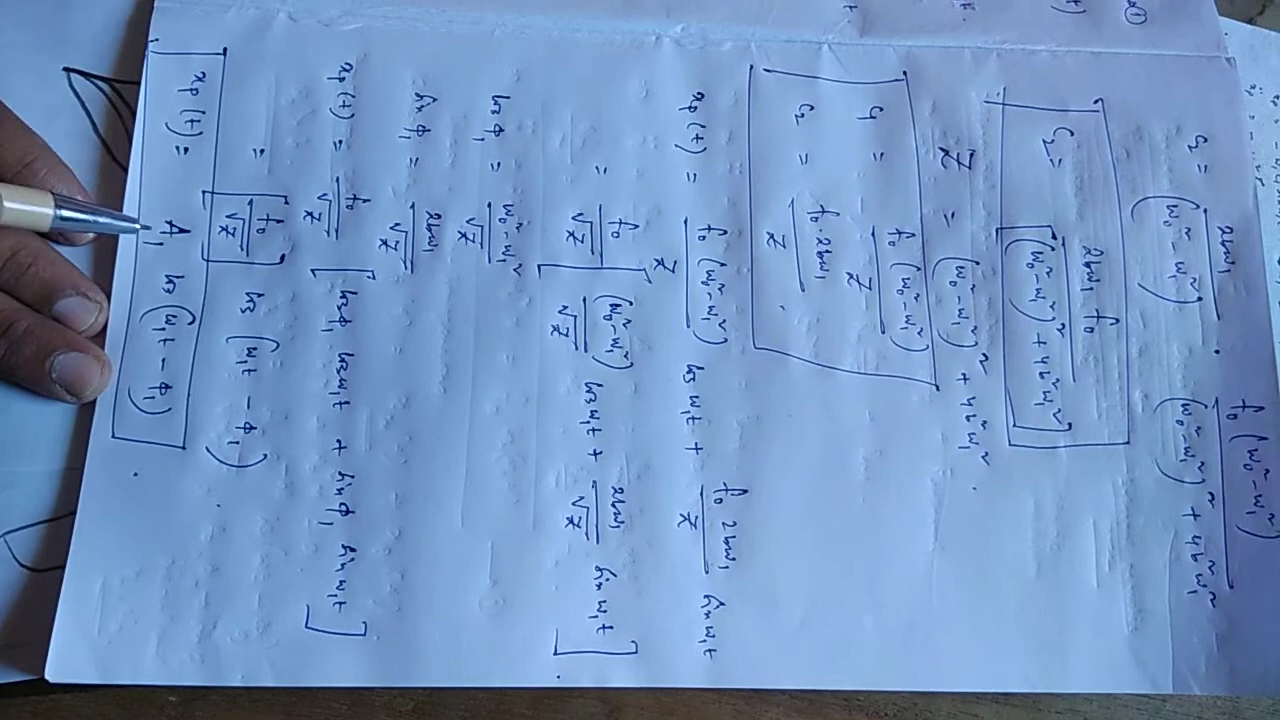 C₂ = 2bω₁ / (ω₀² - ω₁²) . f₀ (ω₀² - ω₁²) / (ω₀² - ω₁²)² + 4b²ω₁²
C₂ = 2bω₁ f₀ / [(ω₀² - ω₁²)² + 4b²ω₁²]
Z = (ω₀² - ω₁²)² + 4b²ω₁² .
C₁ = f₀ (ω₀² - ω₁²) / Z
C₂ = f₀ . 2bω₁ / Z .
xₚ(t) = f₀ (ω₀² - ω₁²) / Z cos ω₁t + f₀ 2bω₁ / Z sin ω₁t
= f₀ / √Z [ (ω₀² - ω₁²) / √Z cos ω₁t + 2bω₁ / √Z sin ω₁t ] .
cos φ₁ = ω₀² - ω₁² / √Z
sin φ₁ = 2bω₁ / √Z
xₚ(t) = f₀ / √Z [ cos φ₁ cos ω₁t + sin φ₁ sin ω₁t ]
= [ f₀ / √Z ] cos (ω₁t - φ₁) .
xₚ(t) = A₁ cos (ω₁t - φ₁) .